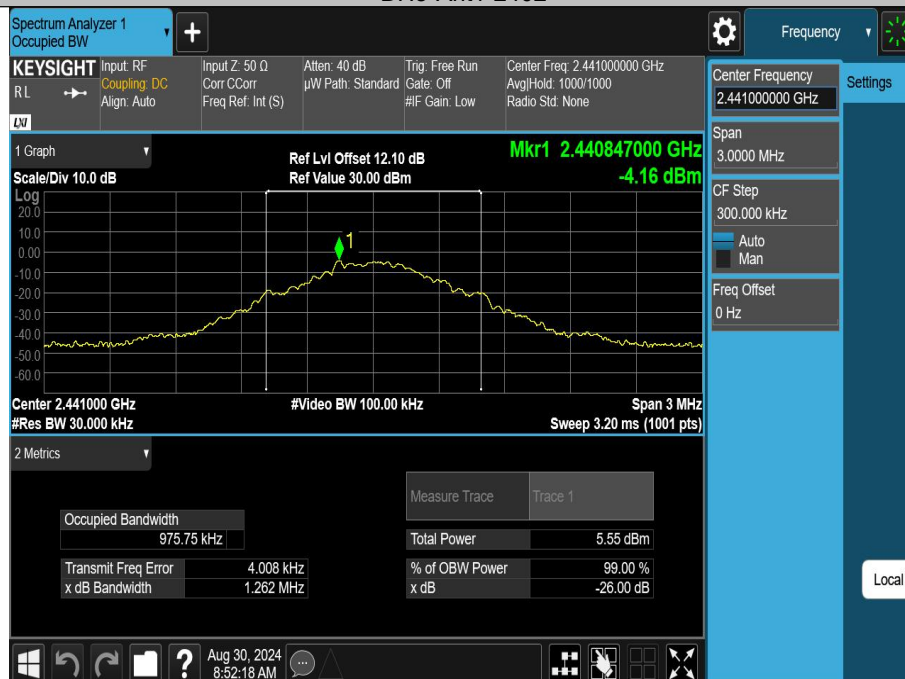 Spectrum Analyzer 1
Occupied BW
+
Frequency
KEYSIGHT
RL
LXI
Input: RF
Coupling: DC
Align: Auto
Input Z: 50 Ω
Corr CCorr
Freq Ref: Int (S)
Atten: 40 dB
µW Path: Standard
Trig: Free Run
Gate: Off
#IF Gain: Low
Center Freq: 2.441000000 GHz
Avg|Hold: 1000/1000
Radio Std: None
Center Frequency
2.441000000 GHz
Settings
Span
3.0000 MHz
CF Step
300.000 kHz
Auto
Man
Freq Offset
0 Hz
Local
1 Graph
Scale/Div 10.0 dB
Ref Lvl Offset 12.10 dB
Ref Value 30.00 dBm
Mkr1 2.440847000 GHz
-4.16 dBm
Log
20.0
10.0
0.00
-10.0
-20.0
-30.0
-40.0
-50.0
-60.0
1
Center 2.441000 GHz
#Res BW 30.000 kHz
#Video BW 100.00 kHz
Span 3 MHz
Sweep 3.20 ms (1001 pts)
2 Metrics
Measure Trace Trace 1
Occupied Bandwidth
975.75 kHz
Total Power 5.55 dBm
Transmit Freq Error 4.008 kHz
% of OBW Power 99.00 %
x dB Bandwidth 1.262 MHz
x dB -26.00 dB
?
Aug 30, 2024
8:52:18 AM